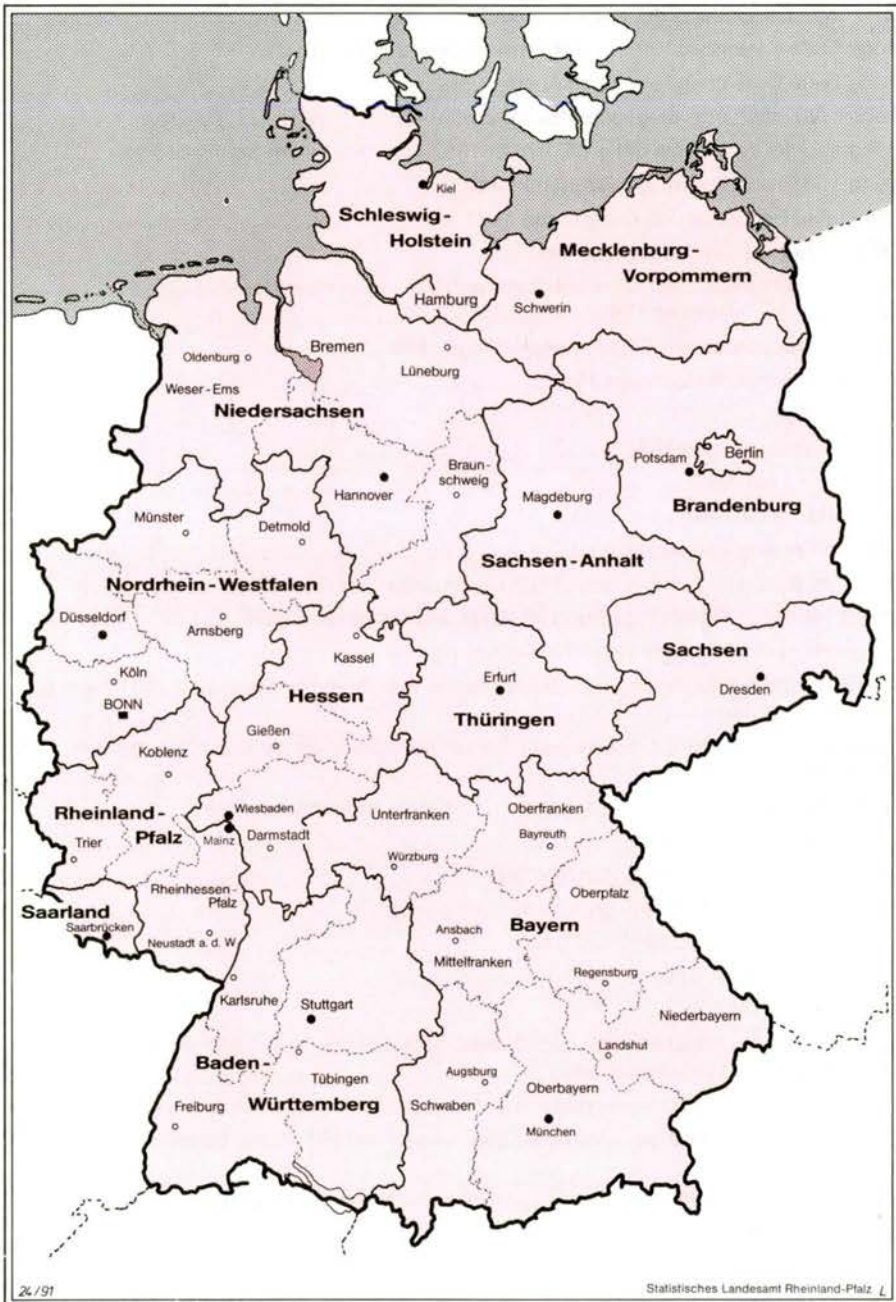 Kiel
Schleswig-
Holstein
Mecklenburg-
Vorpommern
Hamburg
Schwerin
Bremen
Oldenburg
Lüneburg
Weser-Ems
Niedersachsen
Potsdam
Berlin
Braun-
schweig
Hannover
Magdeburg
Brandenburg
Münster
Detmold
Sachsen-Anhalt
Nordrhein-Westfalen
Düsseldorf
Arnsberg
Kassel
Sachsen
Köln
Erfurt
Dresden
Hessen
BONN
Thüringen
Gießen
Koblenz
Rheinland-
Pfalz
Wiesbaden
Mainz
Darmstadt
Trier
Unterfranken
Oberfranken
Bayreuth
Würzburg
Rheinhessen-
Pfalz
Oberpfalz
Saarland
Saarbrücken
Neustadt a. d. W
Ansbach
Bayern
Mittelfranken
Regensburg
Karlsruhe
Stuttgart
Niederbayern
Landshut
Baden-
Württemberg
Tübingen
Augsburg
Oberbayern
Schwaben
Freiburg
München
24/91
Statistisches Landesamt Rheinland-Pfalz L